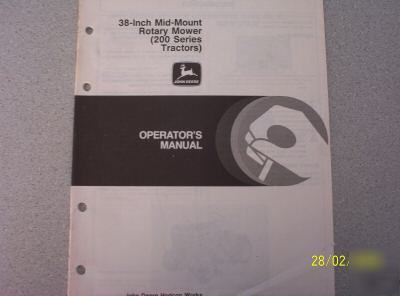 38-Inch Mid-Mount
Rotary Mower
(200 Series
Tractors)
JOHN DEERE
OPERATOR'S
MANUAL
28/02
John Deere Horicon Works